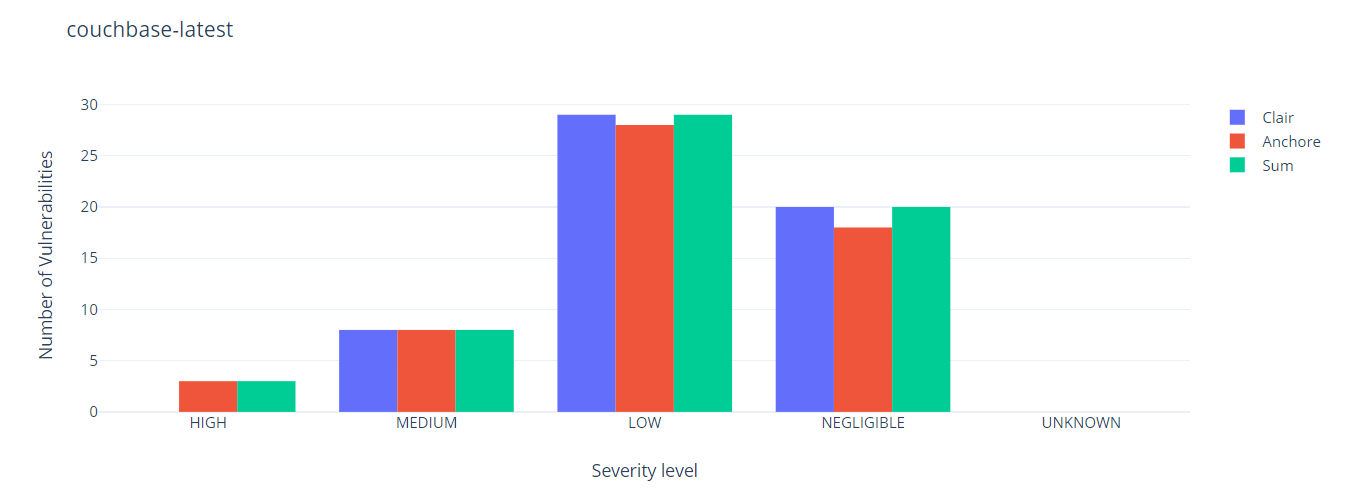 couchbase-latest
30
25
20
15
10
5
0
Number of Vulnerabilities
HIGH MEDIUM LOW NEGLIGIBLE UNKNOWN
Severity level
Clair
Anchore
Sum